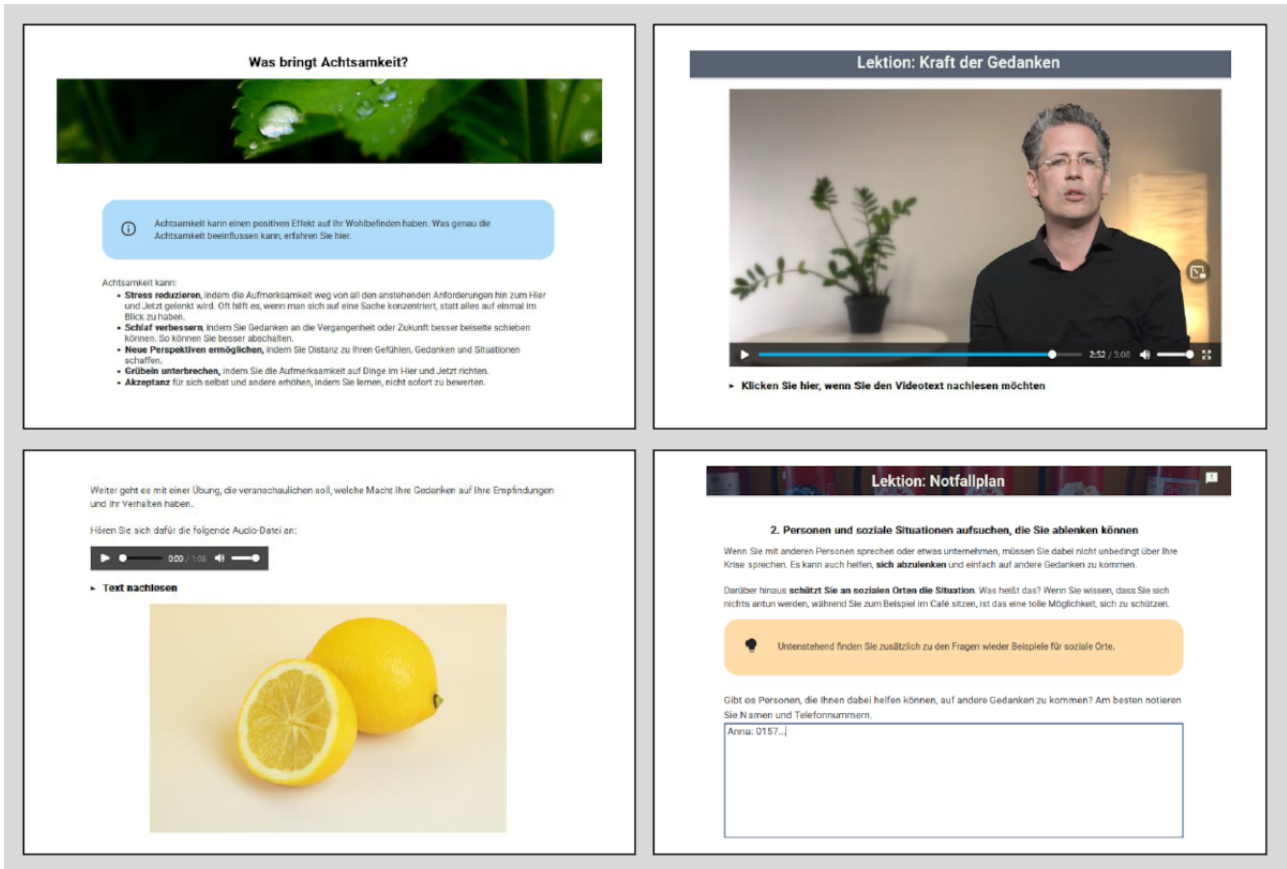 Was bringt Achtsamkeit?
Achtsamkeit kann einen positiven Effekt auf Ihr Wohlbefinden haben. Was genau die
Achtsamkeit beeinflussen kann, erfahren Sie hier.
Achtsamkeit kann:
• Stress reduzieren, indem die Aufmerksamkeit weg von all den anstehenden Anforderungen hin zum Hier
und Jetzt gelenkt wird. Oft hilft es, wenn man sich auf eine Sache konzentriert, statt alles auf einmal im
Blick zu haben.
• Schlaf verbessern, indem Sie Gedanken an die Vergangenheit oder Zukunft besser beiseite schieben
können. So können Sie besser abschalten.
• Neue Perspektiven ermöglichen, indem Sie Distanz zu Ihren Gefühlen, Gedanken und Situationen
schaffen.
• Grübeln unterbrechen, indem Sie die Aufmerksamkeit auf Dinge im Hier und Jetzt richten.
• Akzeptanz für sich selbst und andere erhöhen, indem Sie lernen, nicht sofort zu bewerten.
Lektion: Kraft der Gedanken
2:52 / 3:08
▸ Klicken Sie hier, wenn Sie den Videotext nachlesen möchten
Weiter geht es mit einer Übung, die veranschaulichen soll, welche Macht Ihre Gedanken auf Ihre Empfindungen
und Ihr Verhalten haben.
Hören Sie sich dafür die folgende Audio-Datei an:
0:00 / 1:08
▸ Text nachlesen
Lektion: Notfallplan
2. Personen und soziale Situationen aufsuchen, die Sie ablenken können
Wenn Sie mit anderen Personen sprechen oder etwas unternehmen, müssen Sie dabei nicht unbedingt über Ihre
Krise sprechen. Es kann auch helfen, sich abzulenken und einfach auf andere Gedanken zu kommen.
Darüber hinaus schützt Sie an sozialen Orten die Situation. Was heißt das? Wenn Sie wissen, dass Sie sich
nichts antun werden, während Sie zum Beispiel im Café sitzen, ist das eine tolle Möglichkeit, sich zu schützen.
Untenstehend finden Sie zusätzlich zu den Fragen wieder Beispiele für soziale Orte.
Gibt es Personen, die Ihnen dabei helfen können, auf andere Gedanken zu kommen? Am besten notieren
Sie Namen und Telefonnummern.
Anna: 0157...